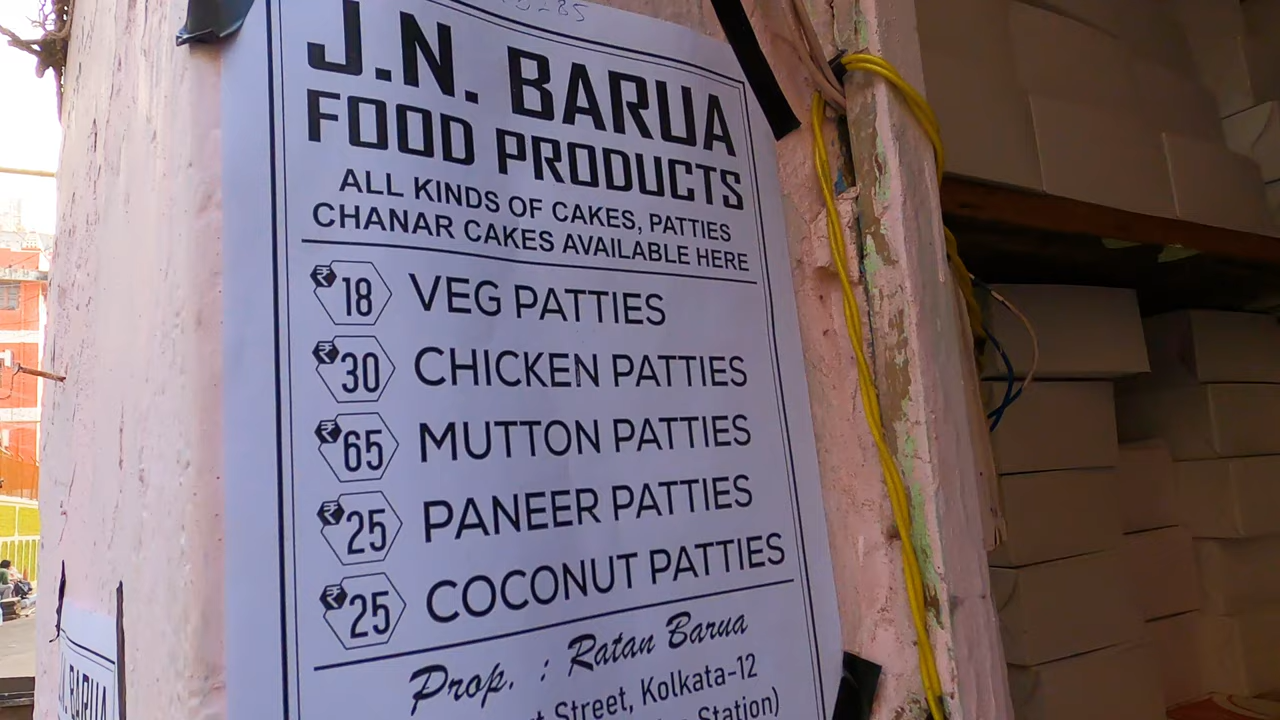 J.N. BARUA
FOOD PRODUCTS
ALL KINDS OF CAKES, PATTIES
CHANAR CAKES AVAILABLE HERE
₹ 18 VEG PATTIES
₹ 30 CHICKEN PATTIES
₹ 65 MUTTON PATTIES
₹ 25 PANEER PATTIES
₹ 25 COCONUT PATTIES
Prop. : Ratan Barua
Street, Kolkata-12
Station)
BARUA